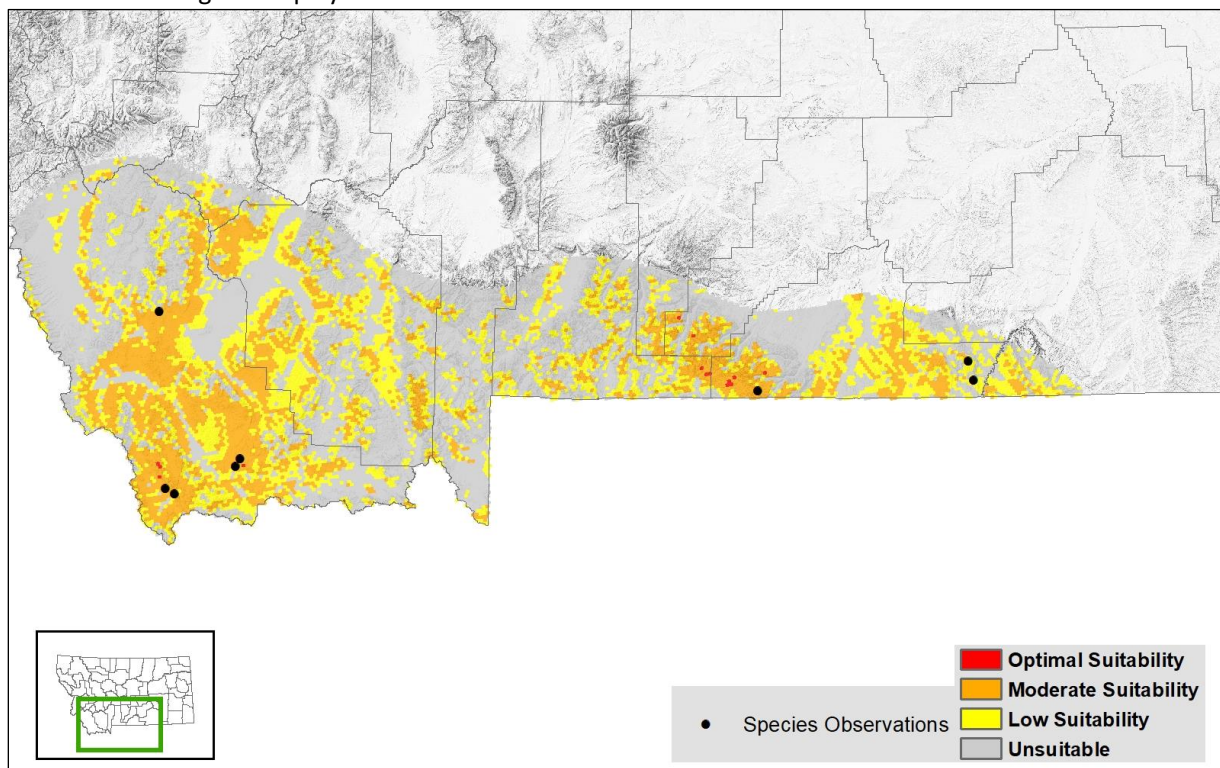 Optimal Suitability
Moderate Suitability
Species Observations
Low Suitability
Unsuitable